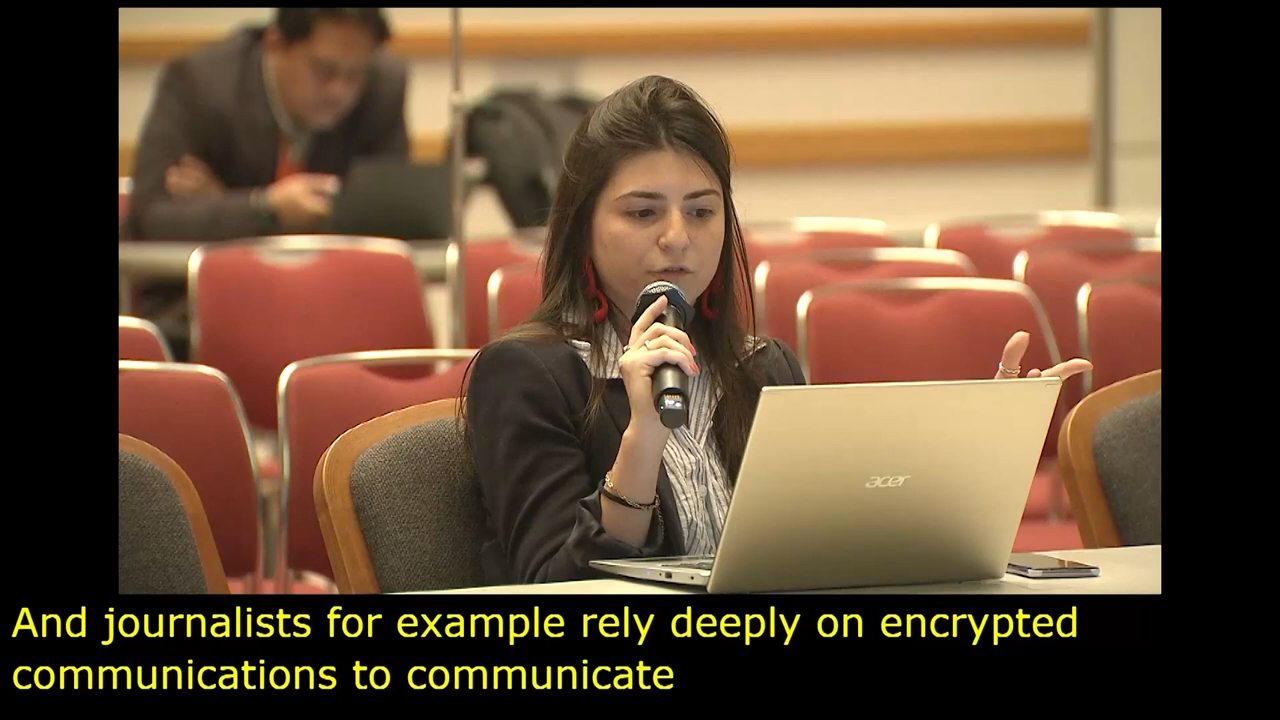 acer
And journalists for example rely deeply on encrypted
communications to communicate